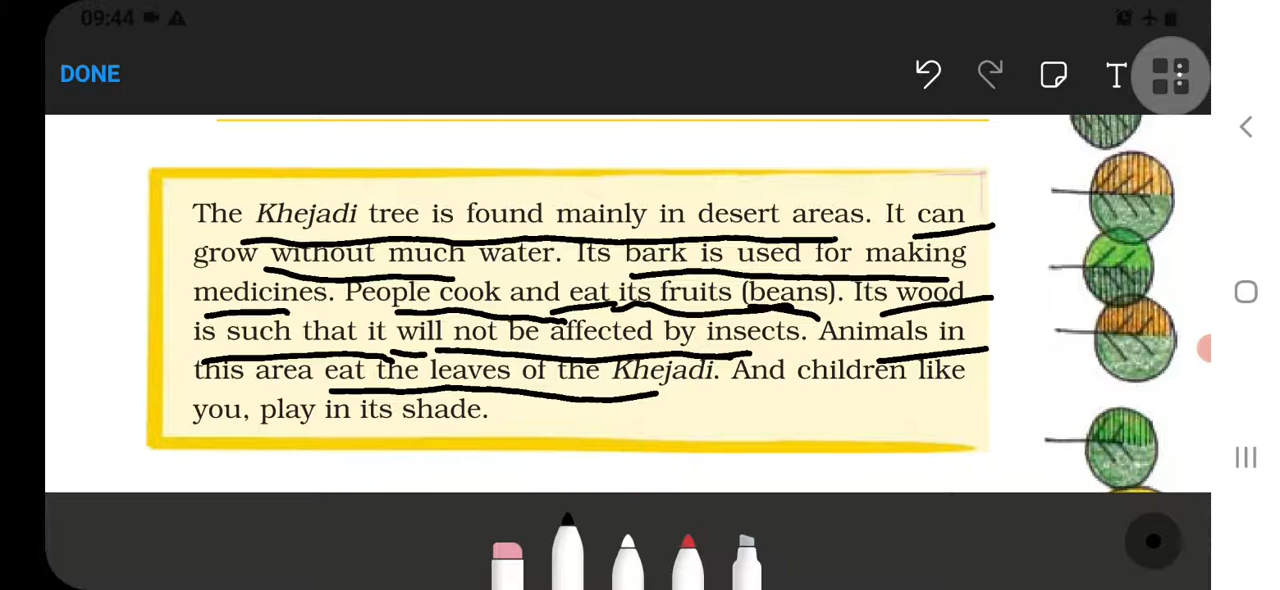 09:44
DONE
T
The Khejadi tree is found mainly in desert areas. It can
grow without much water. Its bark is used for making
medicines. People cook and eat its fruits (beans). Its wood
is such that it will not be affected by insects. Animals in
this area eat the leaves of the Khejadi. And children like
you, play in its shade.